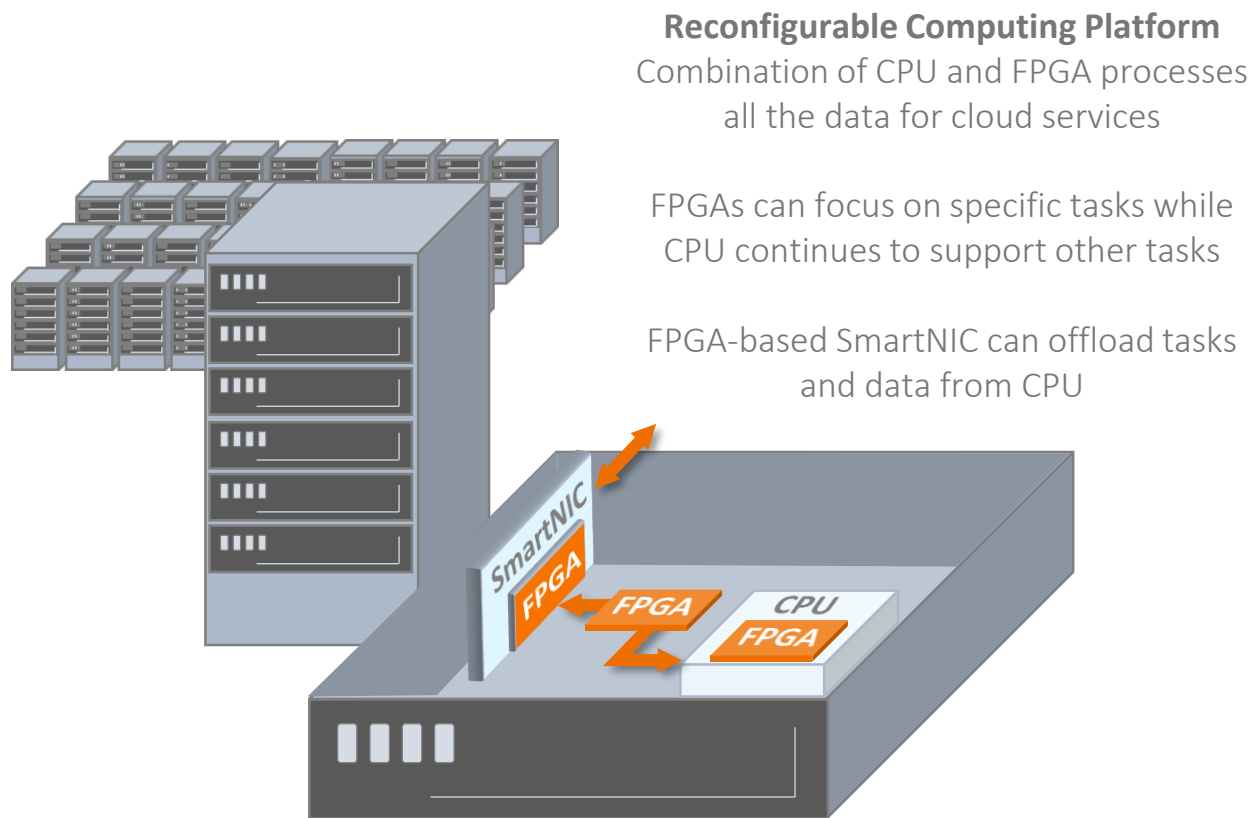 Reconfigurable Computing Platform
Combination of CPU and FPGA processes
all the data for cloud services
FPGAs can focus on specific tasks while
CPU continues to support other tasks
FPGA-based SmartNIC can offload tasks
and data from CPU
SmartNIC
FPGA
FPGA
CPU
FPGA